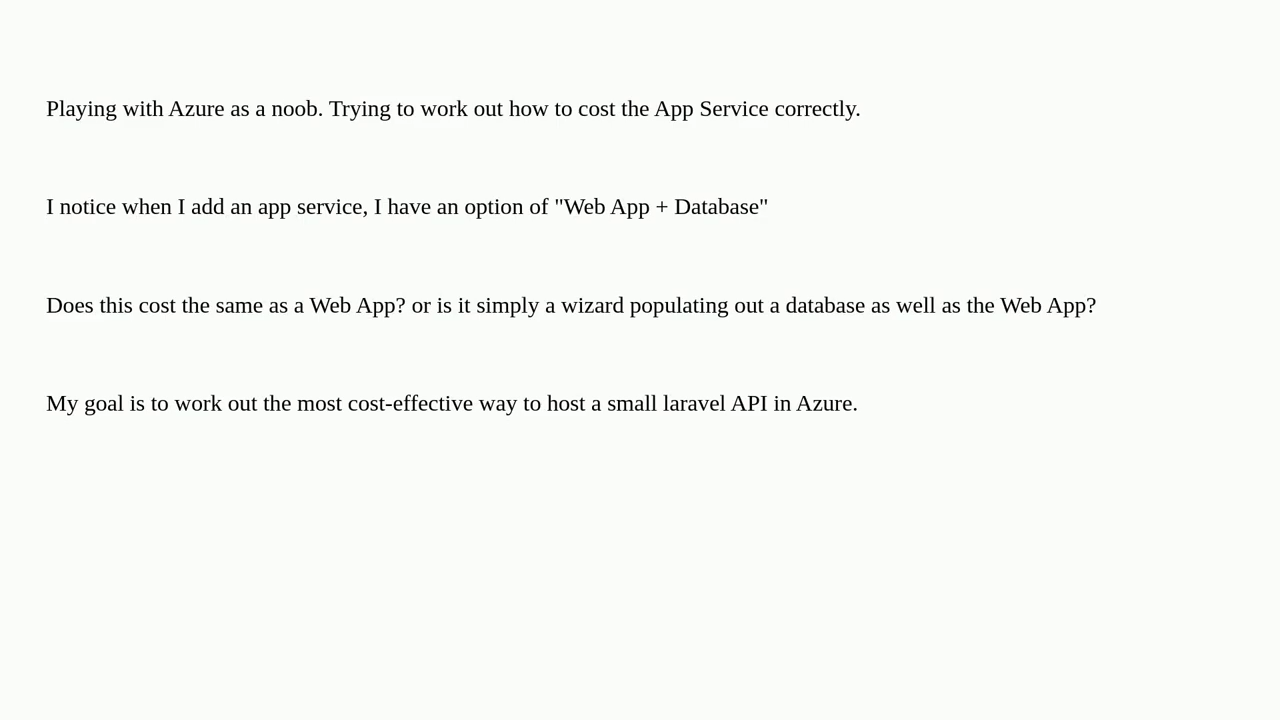 Playing with Azure as a noob. Trying to work out how to cost the App Service correctly.
I notice when I add an app service, I have an option of "Web App + Database"
Does this cost the same as a Web App? or is it simply a wizard populating out a database as well as the Web App?
My goal is to work out the most cost-effective way to host a small laravel API in Azure.